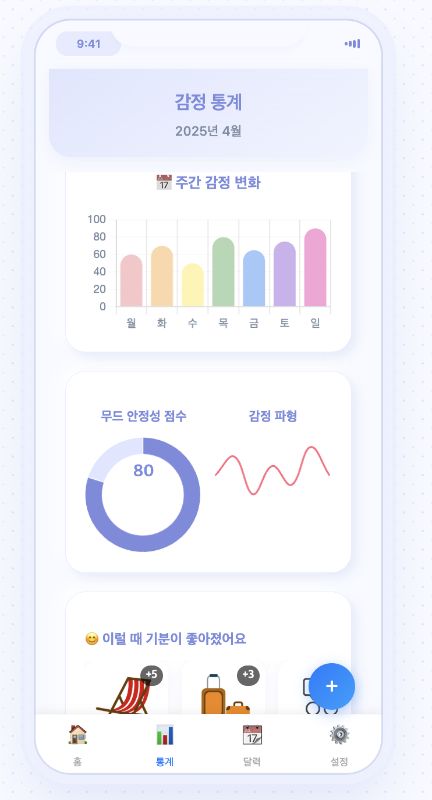 9:41
감정 통계
2025년 4월
주간 감정 변화
100
80
60
40
20
0
월 화 수 목 금 토 일
무드 안정성 점수
감정 파형
80
😊 이럴 때 기분이 좋아졌어요
+5
+3
+
홈 통계 달력 설정